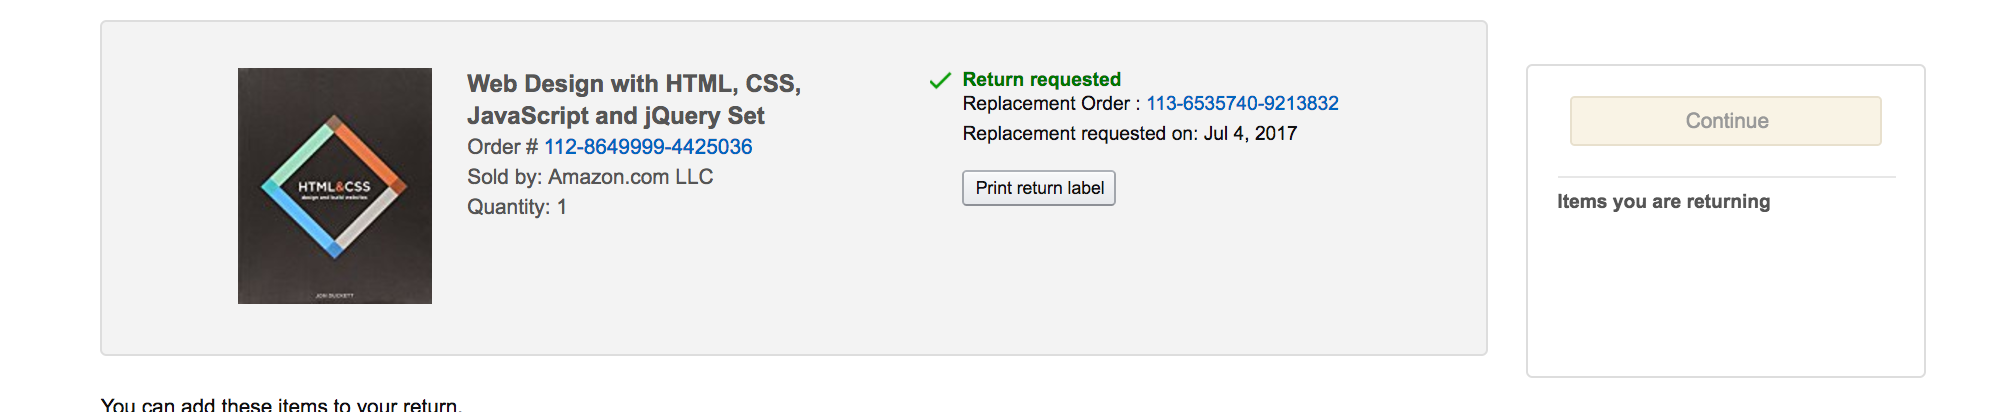 HTML&CSS
design and build websites
JON DUCKETT
Web Design with HTML, CSS,
JavaScript and jQuery Set
Order # 112-8649999-4425036
Sold by: Amazon.com LLC
Quantity: 1
Return requested
Replacement Order : 113-6535740-9213832
Replacement requested on: Jul 4, 2017
Print return label
Continue
Items you are returning
You can add these items to your return.